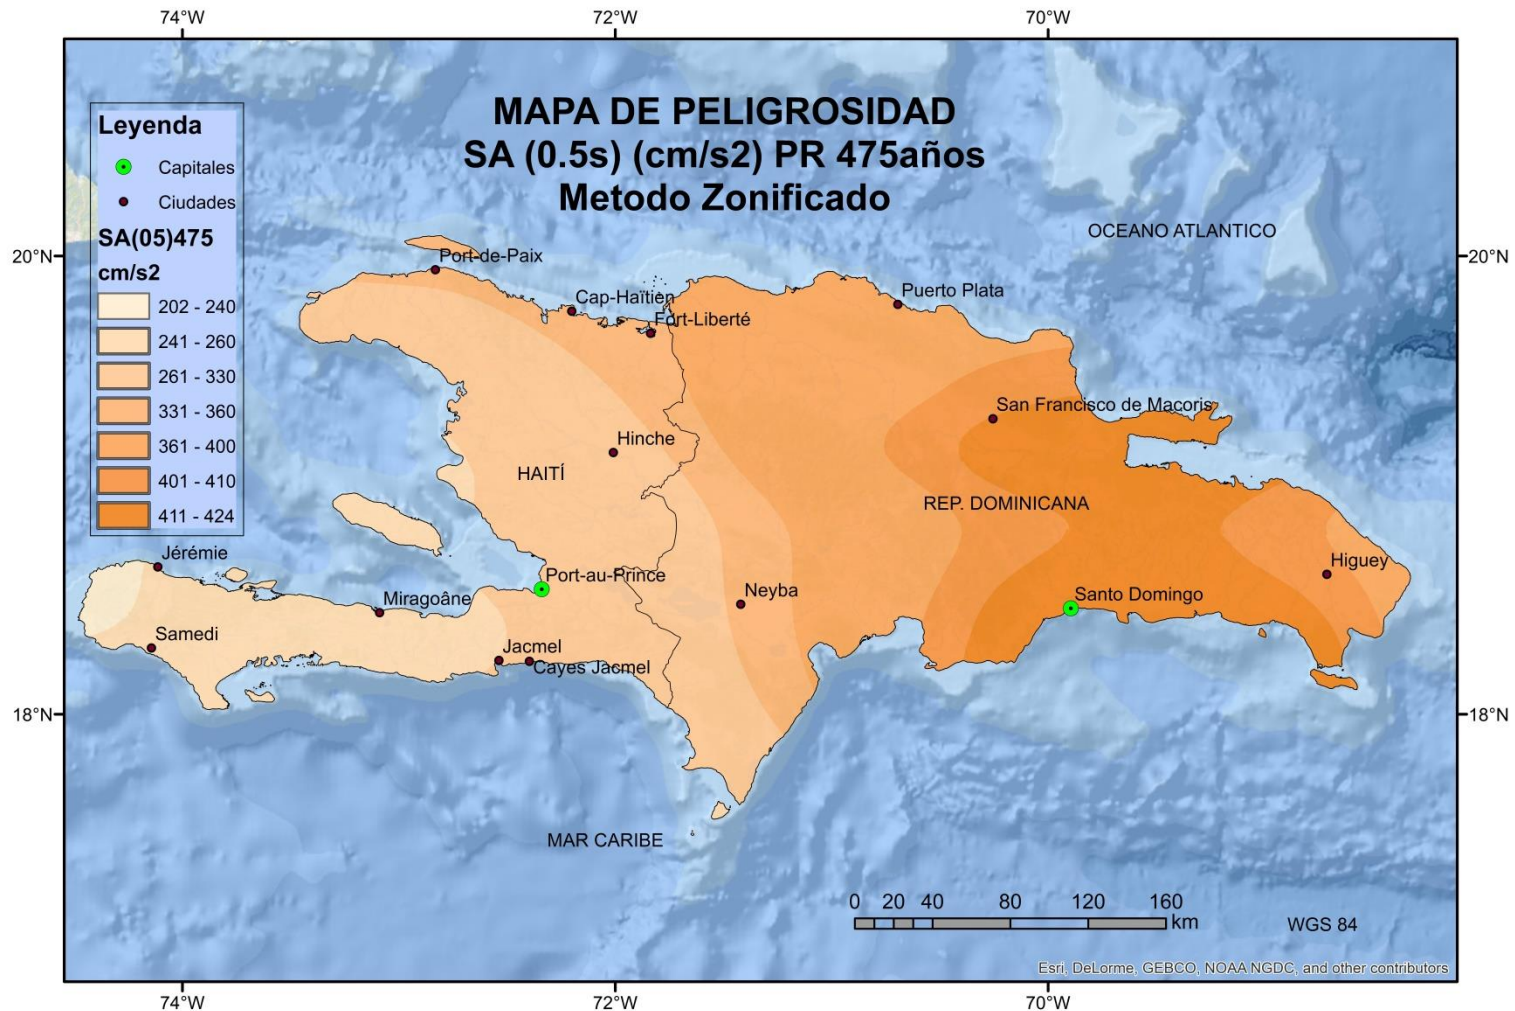 74°W
72°W
70°W
MAPA DE PELIGROSIDAD
SA (0.5s) (cm/s2) PR 475años
Metodo Zonificado
Leyenda
Capitales
Ciudades
SA(05)475
cm/s2
202 - 240
241 - 260
261 - 330
331 - 360
361 - 400
401 - 410
411 - 424
OCEANO ATLANTICO
20°N
20°N
Port-de-Paix
Cap-Haïtien
Fort-Liberté
Puerto Plata
San Francisco de Macoris
Hinche
HAITÍ
REP. DOMINICANA
Jérémie
Port-au-Prince
Higuey
Miragoâne
Neyba
Santo Domingo
Samedi
Jacmel
Cayes Jacmel
18°N
18°N
MAR CARIBE
0 20 40 80 120 160
km
WGS 84
Esri, DeLorme, GEBCO, NOAA NGDC, and other contributors
74°W
72°W
70°W